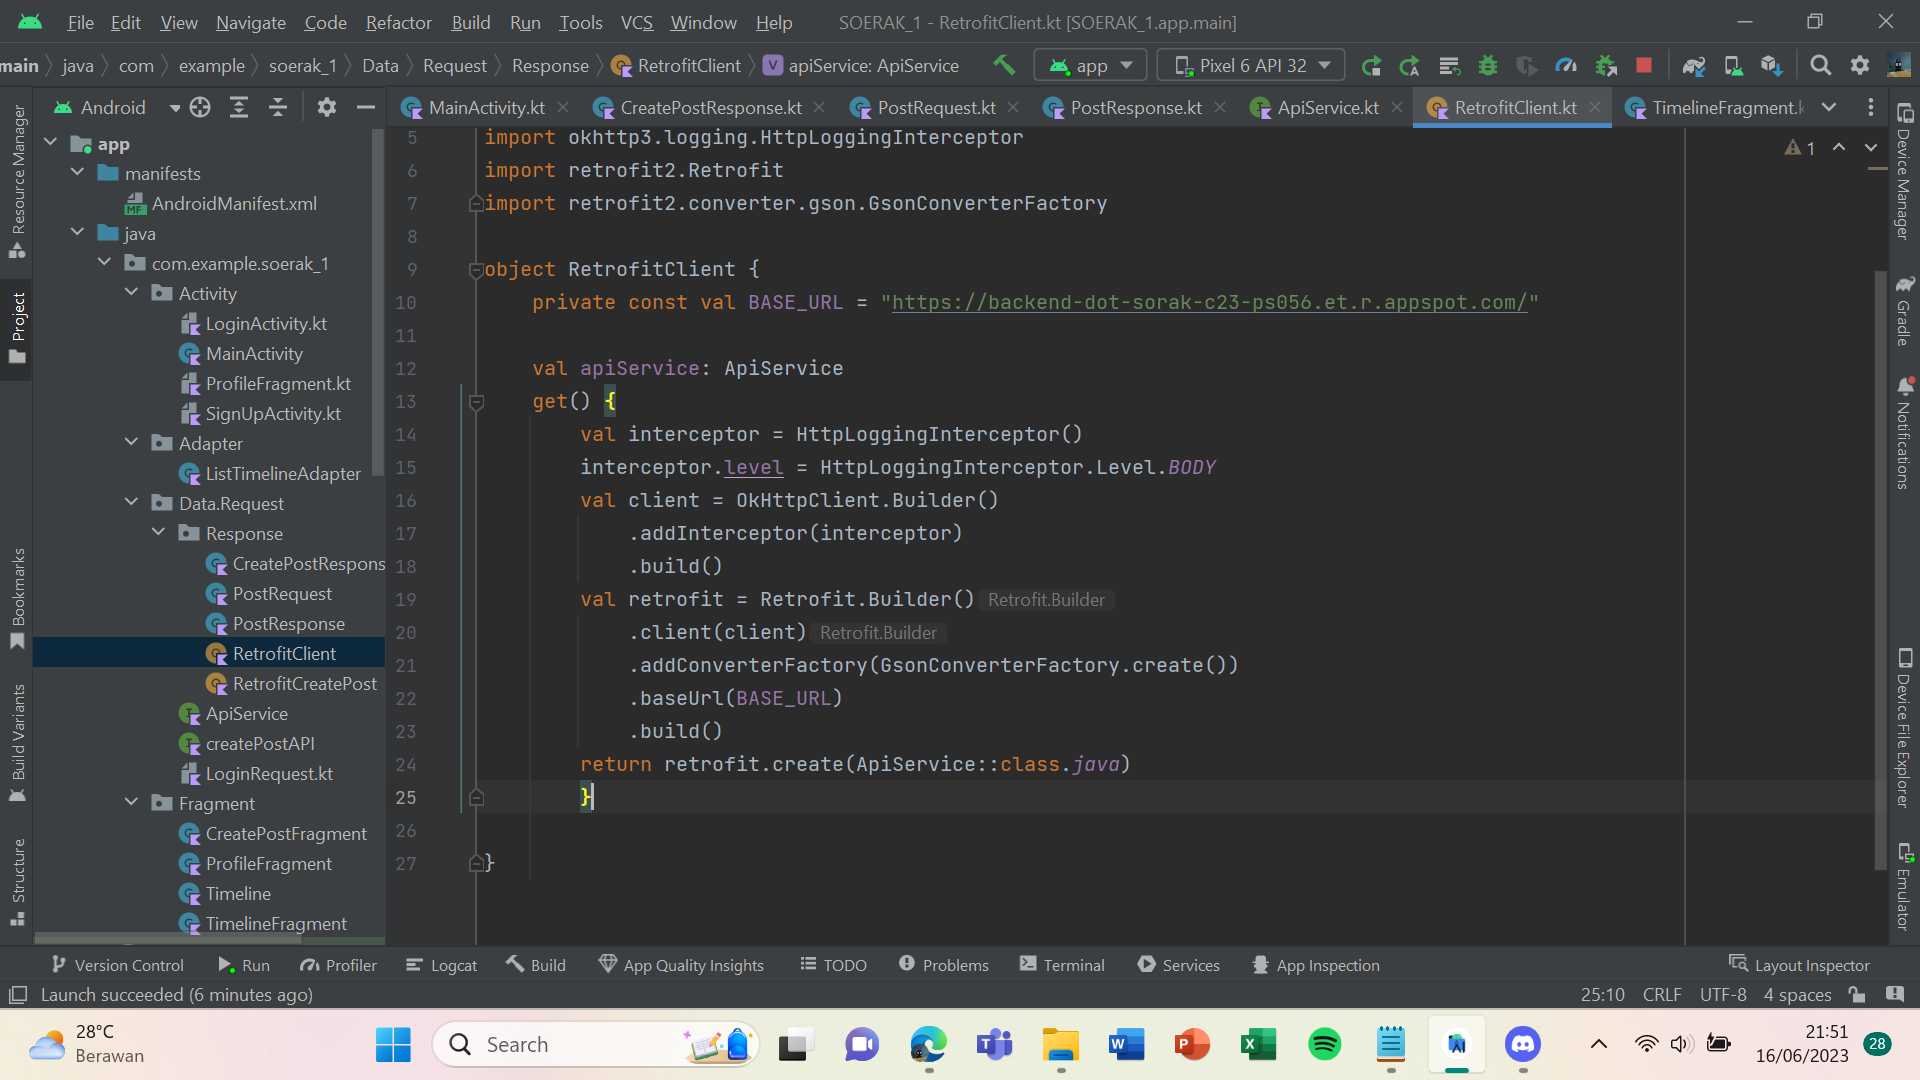 File Edit View Navigate Code Refactor Build Run Tools VCS Window Help SOERAK_1 - RetrofitClient.kt [SOERAK_1.app.main]
main java com example soerak_1 Data Request Response RetrofitClient apiService: ApiService app Pixel 6 API 32
Android
MainActivity.kt CreatePostResponse.kt PostRequest.kt PostResponse.kt ApiService.kt RetrofitClient.kt TimelineFragment.k
Resource Manager
Project
Bookmarks
Build Variants
Structure
app
manifests
AndroidManifest.xml
java
com.example.soerak_1
Activity
LoginActivity.kt
MainActivity
ProfileFragment.kt
SignUpActivity.kt
Adapter
ListTimelineAdapter
Data.Request
Response
CreatePostRespons
PostRequest
PostResponse
RetrofitClient
RetrofitCreatePost
ApiService
createPostAPI
LoginRequest.kt
Fragment
CreatePostFragment
ProfileFragment
Timeline
TimelineFragment
5 import okhttp3.logging.HttpLoggingInterceptor
6 import retrofit2.Retrofit
7 import retrofit2.converter.gson.GsonConverterFactory
8
9 object RetrofitClient {
10 private const val BASE_URL = "https://backend-dot-sorak-c23-ps056.et.r.appspot.com/"
11
12 val apiService: ApiService
13 get() {
14 val interceptor = HttpLoggingInterceptor()
15 interceptor.level = HttpLoggingInterceptor.Level.BODY
16 val client = OkHttpClient.Builder()
17 .addInterceptor(interceptor)
18 .build()
19 val retrofit = Retrofit.Builder() Retrofit.Builder
20 .client(client) Retrofit.Builder
21 .addConverterFactory(GsonConverterFactory.create())
22 .baseUrl(BASE_URL)
23 .build()
24 return retrofit.create(ApiService::class.java)
25 }
26
27 }
1
Device Manager
Gradle
Notifications
Device File Explorer
Emulator
Version Control Run Profiler Logcat Build App Quality Insights TODO Problems Terminal Services App Inspection Layout Inspector
Launch succeeded (6 minutes ago) 25:10 CRLF UTF-8 4 spaces
28°C
Berawan
Search
21:51
16/06/2023
28